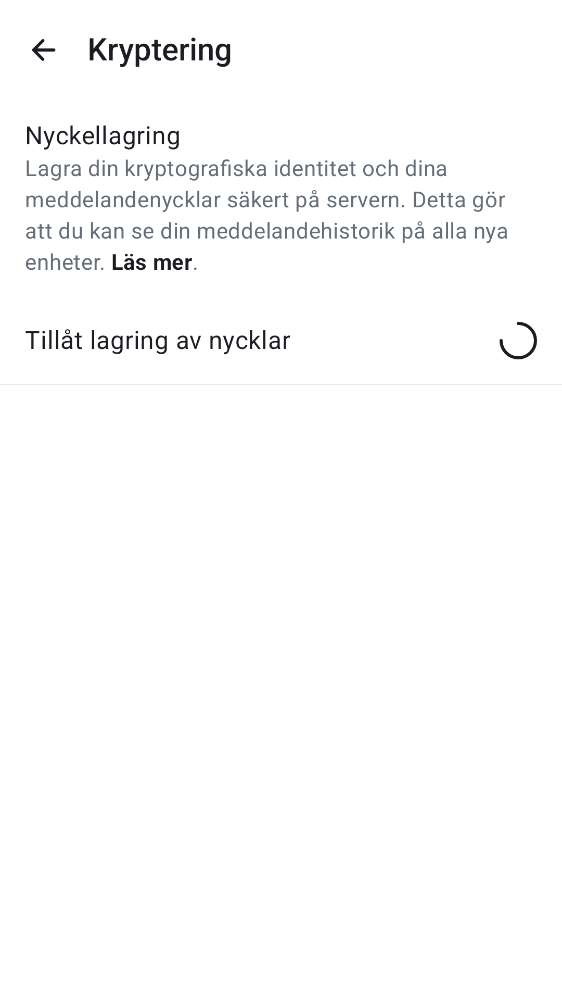 Kryptering
Nyckellagring
Lagra din kryptografiska identitet och dina
meddelandenycklar säkert på servern. Detta gör
att du kan se din meddelandehistorik på alla nya
enheter. Läs mer.
Tillåt lagring av nycklar